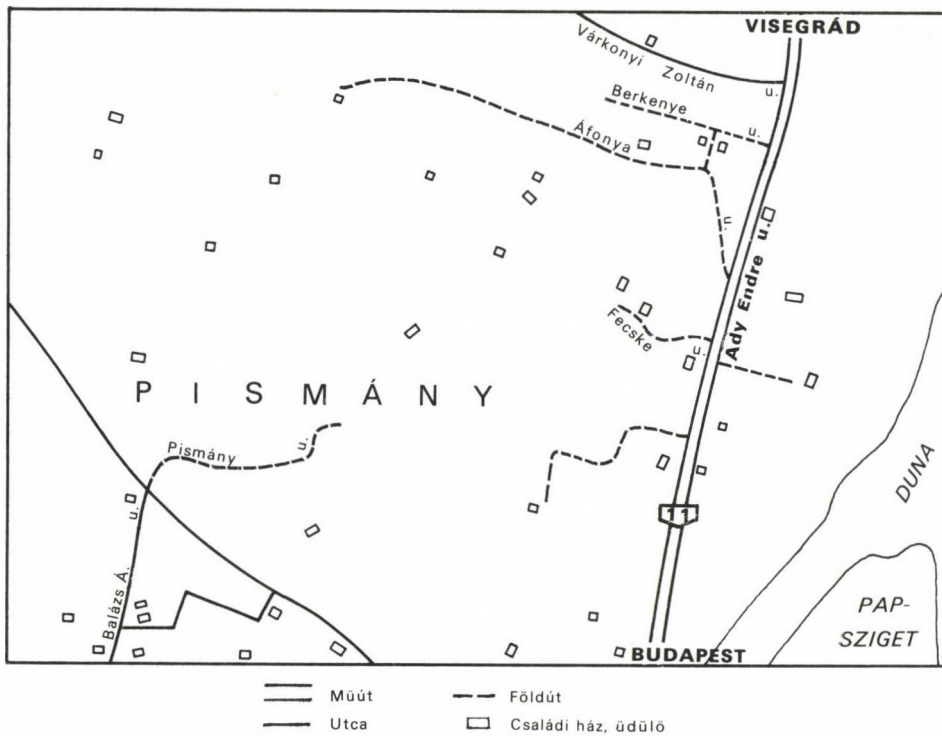 VISEGRÁD
Várkonyi Zoltán u.
Berkenye u.
Áfonya u.
Ady Endre u.
Fecske u.
PISMÁNY
Pismány u.
DUNA
11
Balázs Á. u.
PAP-
SZIGET
BUDAPEST
Műút
Földút
Utca
Családi ház, üdülő